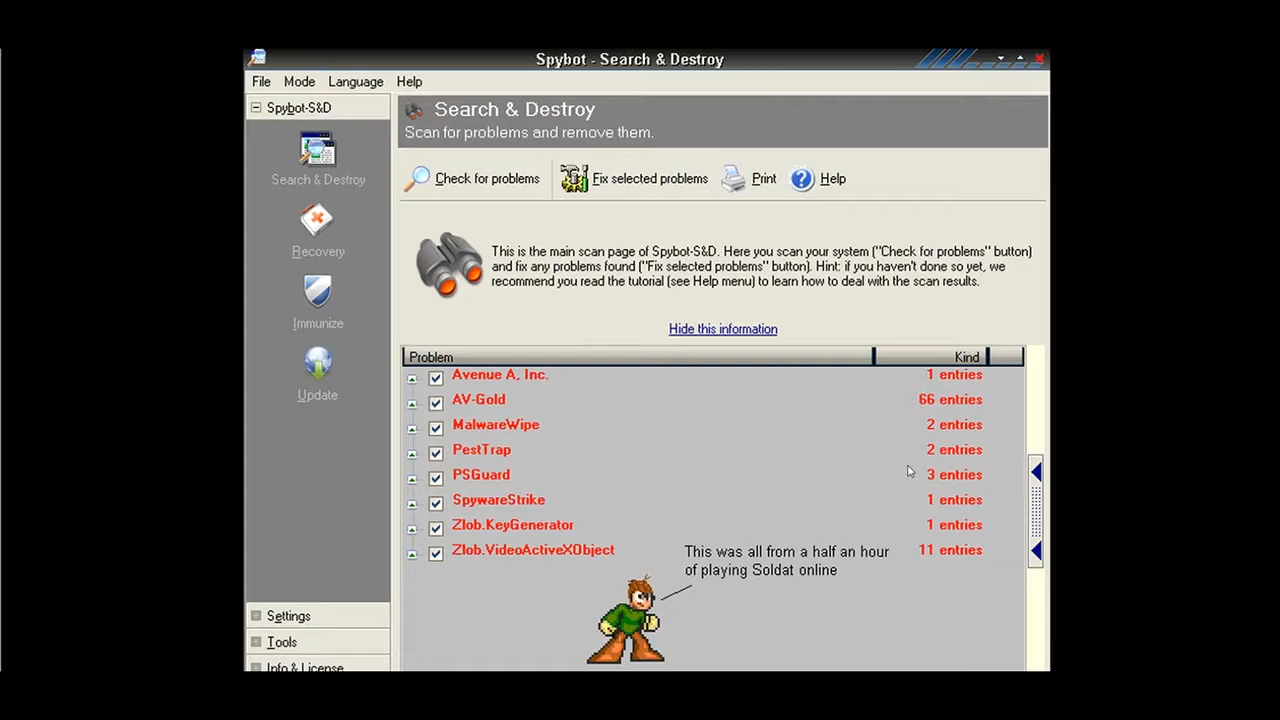 Spybot - Search & Destroy
File Mode Language Help
Spybot-S&D
Search & Destroy
Recovery
Immunize
Update
Settings
Tools
Info & License
Search & Destroy
Scan for problems and remove them.
Check for problems Fix selected problems Print Help
This is the main scan page of Spybot-S&D. Here you scan your system ("Check for problems" button)
and fix any problems found ("Fix selected problems" button). Hint: if you haven't done so yet, we
recommend you read the tutorial (see Help menu) to learn how to deal with the scan results.
Hide this information
Problem Kind
Avenue A, Inc. 1 entries
AV-Gold 66 entries
MalwareWipe 2 entries
PestTrap 2 entries
PSGuard 3 entries
SpywareStrike 1 entries
Zlob.KeyGenerator 1 entries
Zlob.VideoActiveXObject 11 entries
This was all from a half an hour
of playing Soldat online